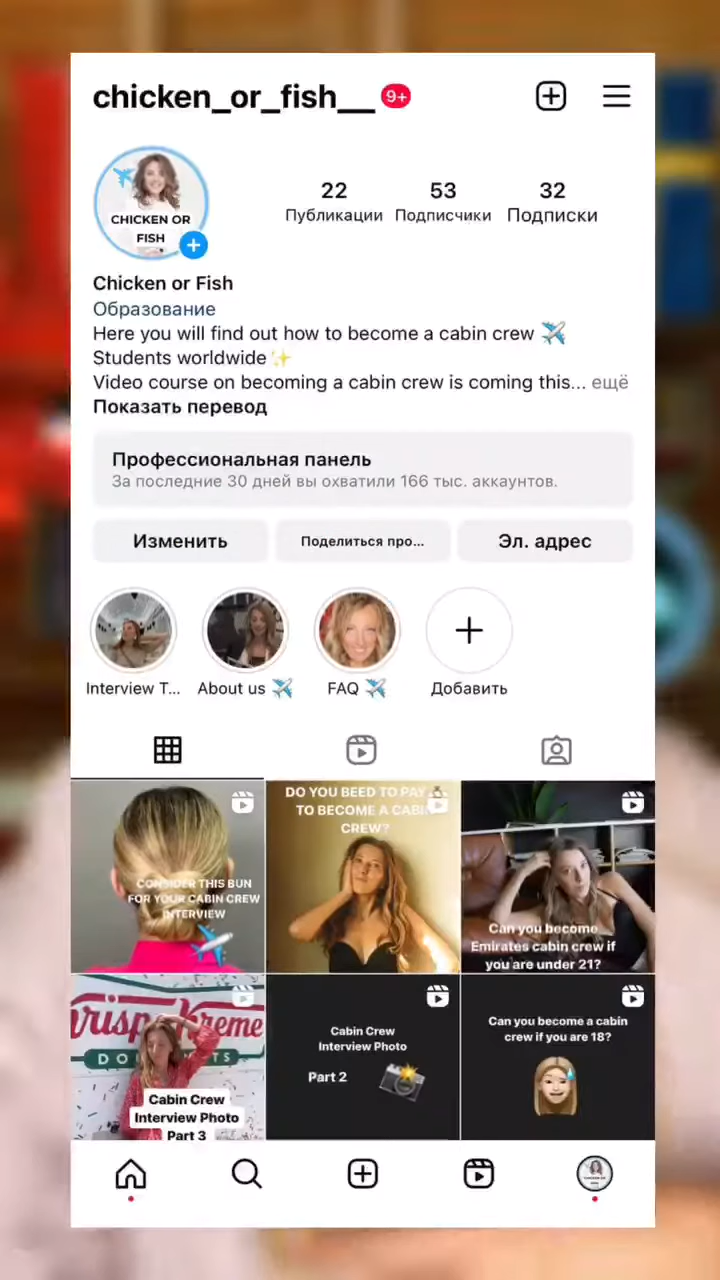 chicken_or_fish__ 9+
CHICKEN OR
FISH
22 53 32
Публикации Подписчики Подписки
Chicken or Fish
Образование
Here you will find out how to become a cabin crew
Students worldwide
Video course on becoming a cabin crew is coming this... ещё
Показать перевод
Профессиональная панель
За последние 30 дней вы охватили 166 тыс. аккаунтов.
Изменить Поделиться про... Эл. адрес
Interview T... About us FAQ Добавить
CONSIDER THIS BUN
FOR YOUR CABIN CREW
INTERVIEW
DO YOU BEED TO PAY
TO BECOME A CABIN
CREW?
Can you become
Emirates cabin crew if
you are under 21?
Krispy Kreme
DOUGHNUTS
Cabin Crew
Interview Photo
Part 3
Cabin Crew
Interview Photo
Part 2
Can you become a cabin
crew if you are 18?